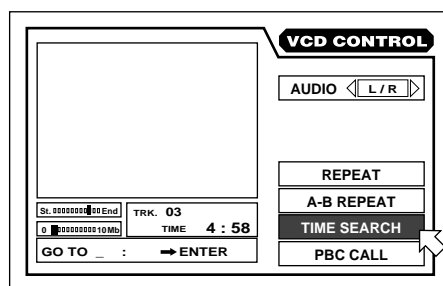 VCD CONTROL
AUDIO L / R
REPEAT
A-B REPEAT
TIME SEARCH
PBC CALL
St. End
0 10Mb
TRK. 03
TIME 4 : 58
GO TO _ : ➡ENTER